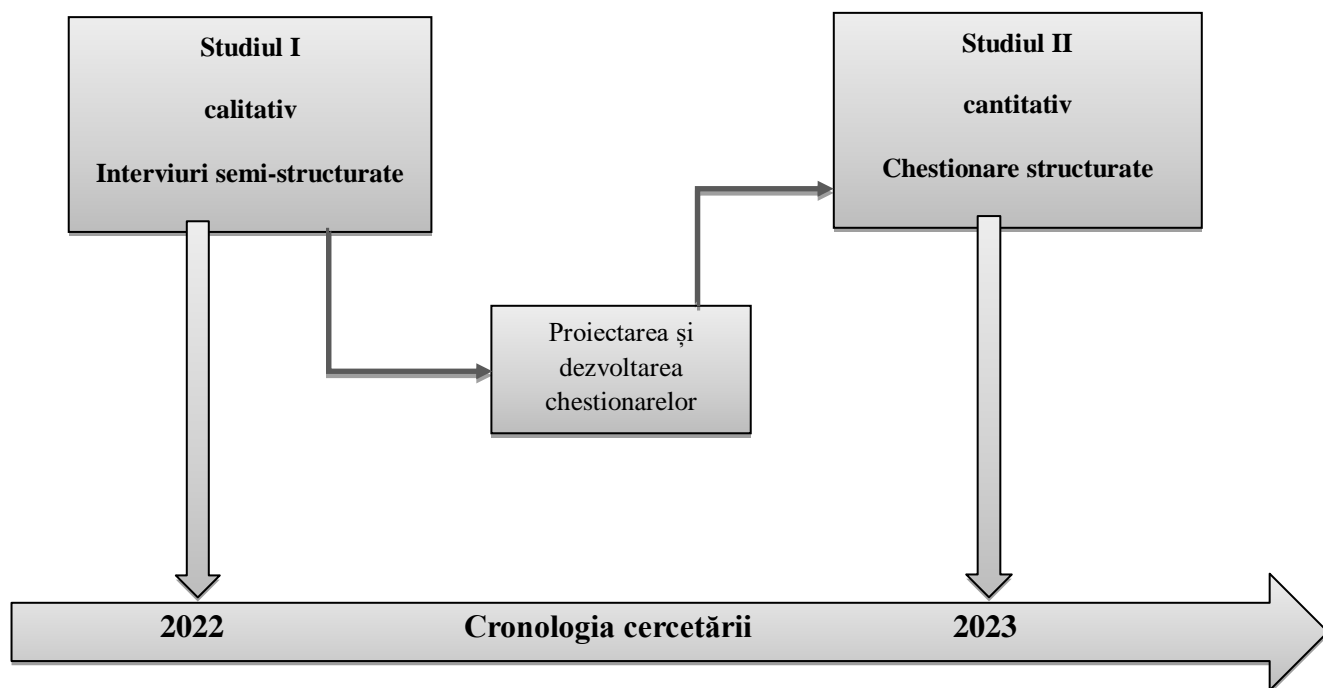 Studiul I
calitativ
Interviuri semi-structurate
Studiul II
cantitativ
Chestionare structurate
Proiectarea și
dezvoltarea
chestionarelor
2022 Cronologia cercetării 2023